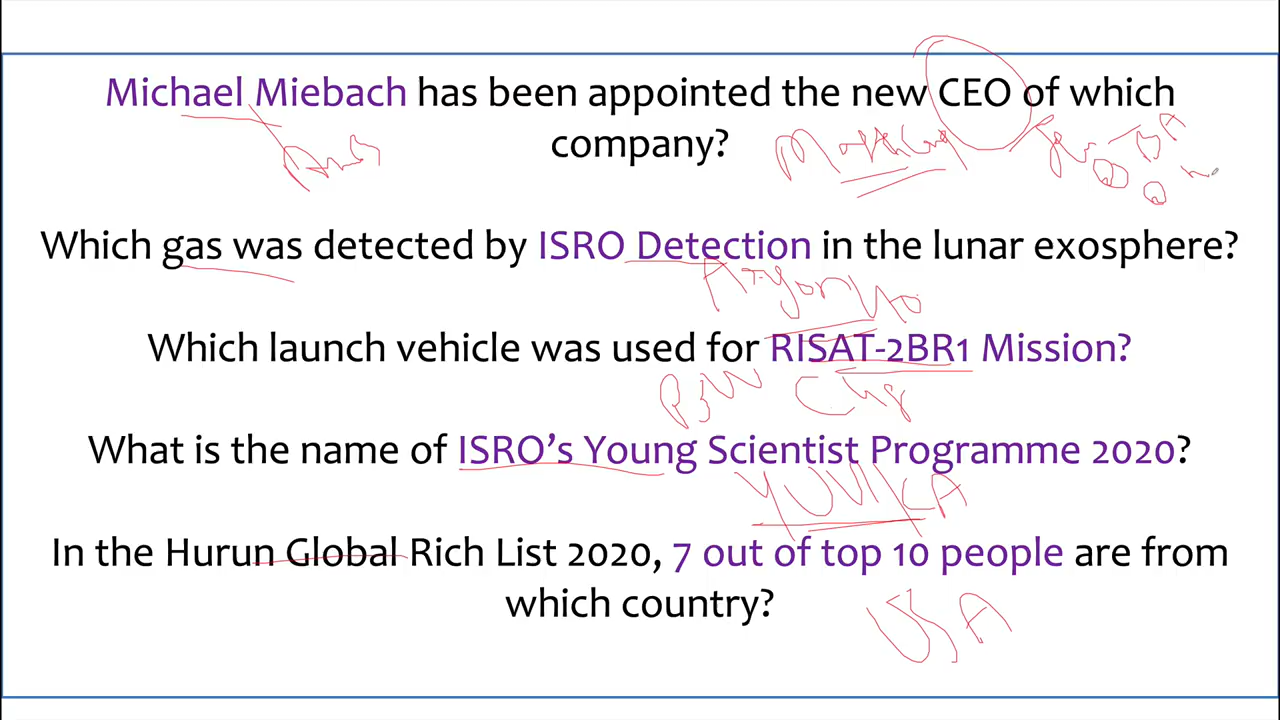 Michael Miebach has been appointed the new CEO of which
company?
Which gas was detected by ISRO Detection in the lunar exosphere?
Argon 40
Which launch vehicle was used for RISAT-2BR1 Mission?
What is the name of ISRO's Young Scientist Programme 2020?
YUVIKA
In the Hurun Global Rich List 2020, 7 out of top 10 people are from
which country?
USA